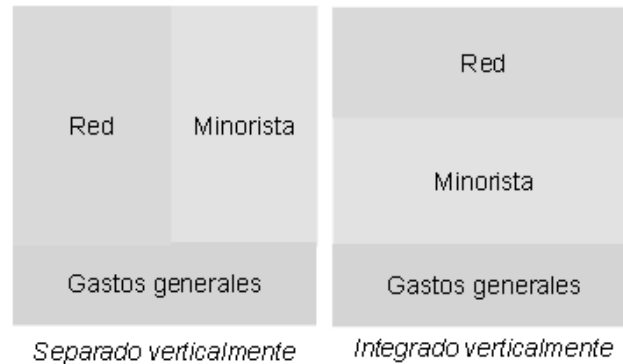 Red
Minorista
Gastos generales
Separado verticalmente
Red
Minorista
Gastos generales
Integrado verticalmente